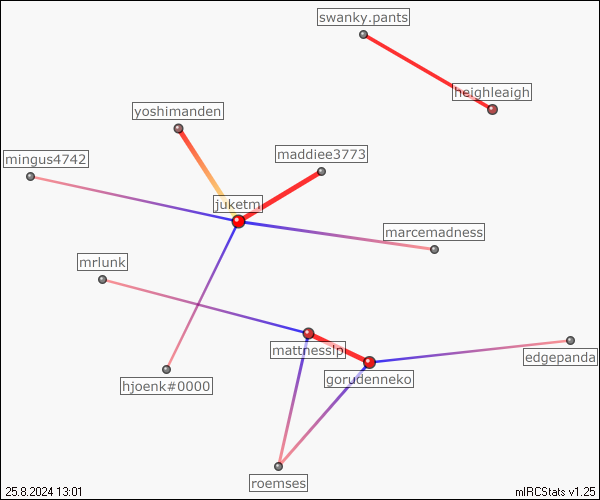 swanky.pants
heighleaigh
yoshimanden
maddiee3773
mingus4742
juketm
marcemadness
mrlunk
mattnesslp
edgepanda
gorudenneko
hjoenk#0000
roemses
25.8.2024 13:01
mIRCStats v1.25